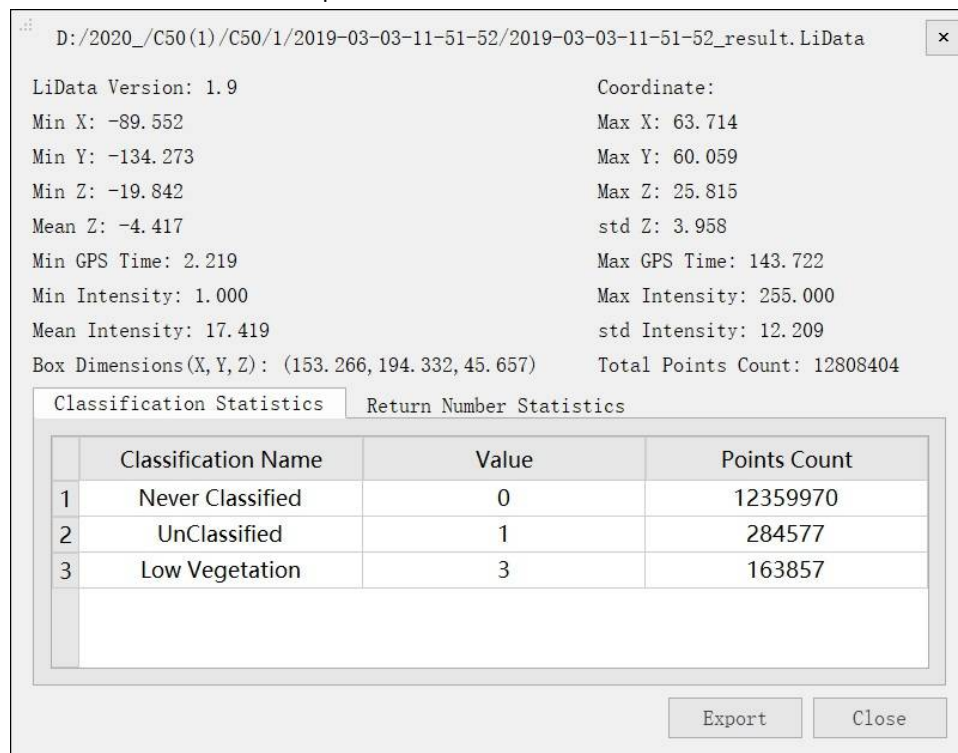 D:/2020_/C50(1)/C50/1/2019-03-03-11-51-52/2019-03-03-11-51-52_result.LiData ×
LiData Version: 1.9 Coordinate:
Min X: -89.552 Max X: 63.714
Min Y: -134.273 Max Y: 60.059
Min Z: -19.842 Max Z: 25.815
Mean Z: -4.417 std Z: 3.958
Min GPS Time: 2.219 Max GPS Time: 143.722
Min Intensity: 1.000 Max Intensity: 255.000
Mean Intensity: 17.419 std Intensity: 12.209
Box Dimensions(X,Y,Z): (153.266,194.332,45.657) Total Points Count: 12808404
Classification Statistics Return Number Statistics
Classification Name Value Points Count
1 Never Classified 0 12359970
2 UnClassified 1 284577
3 Low Vegetation 3 163857
Export Close